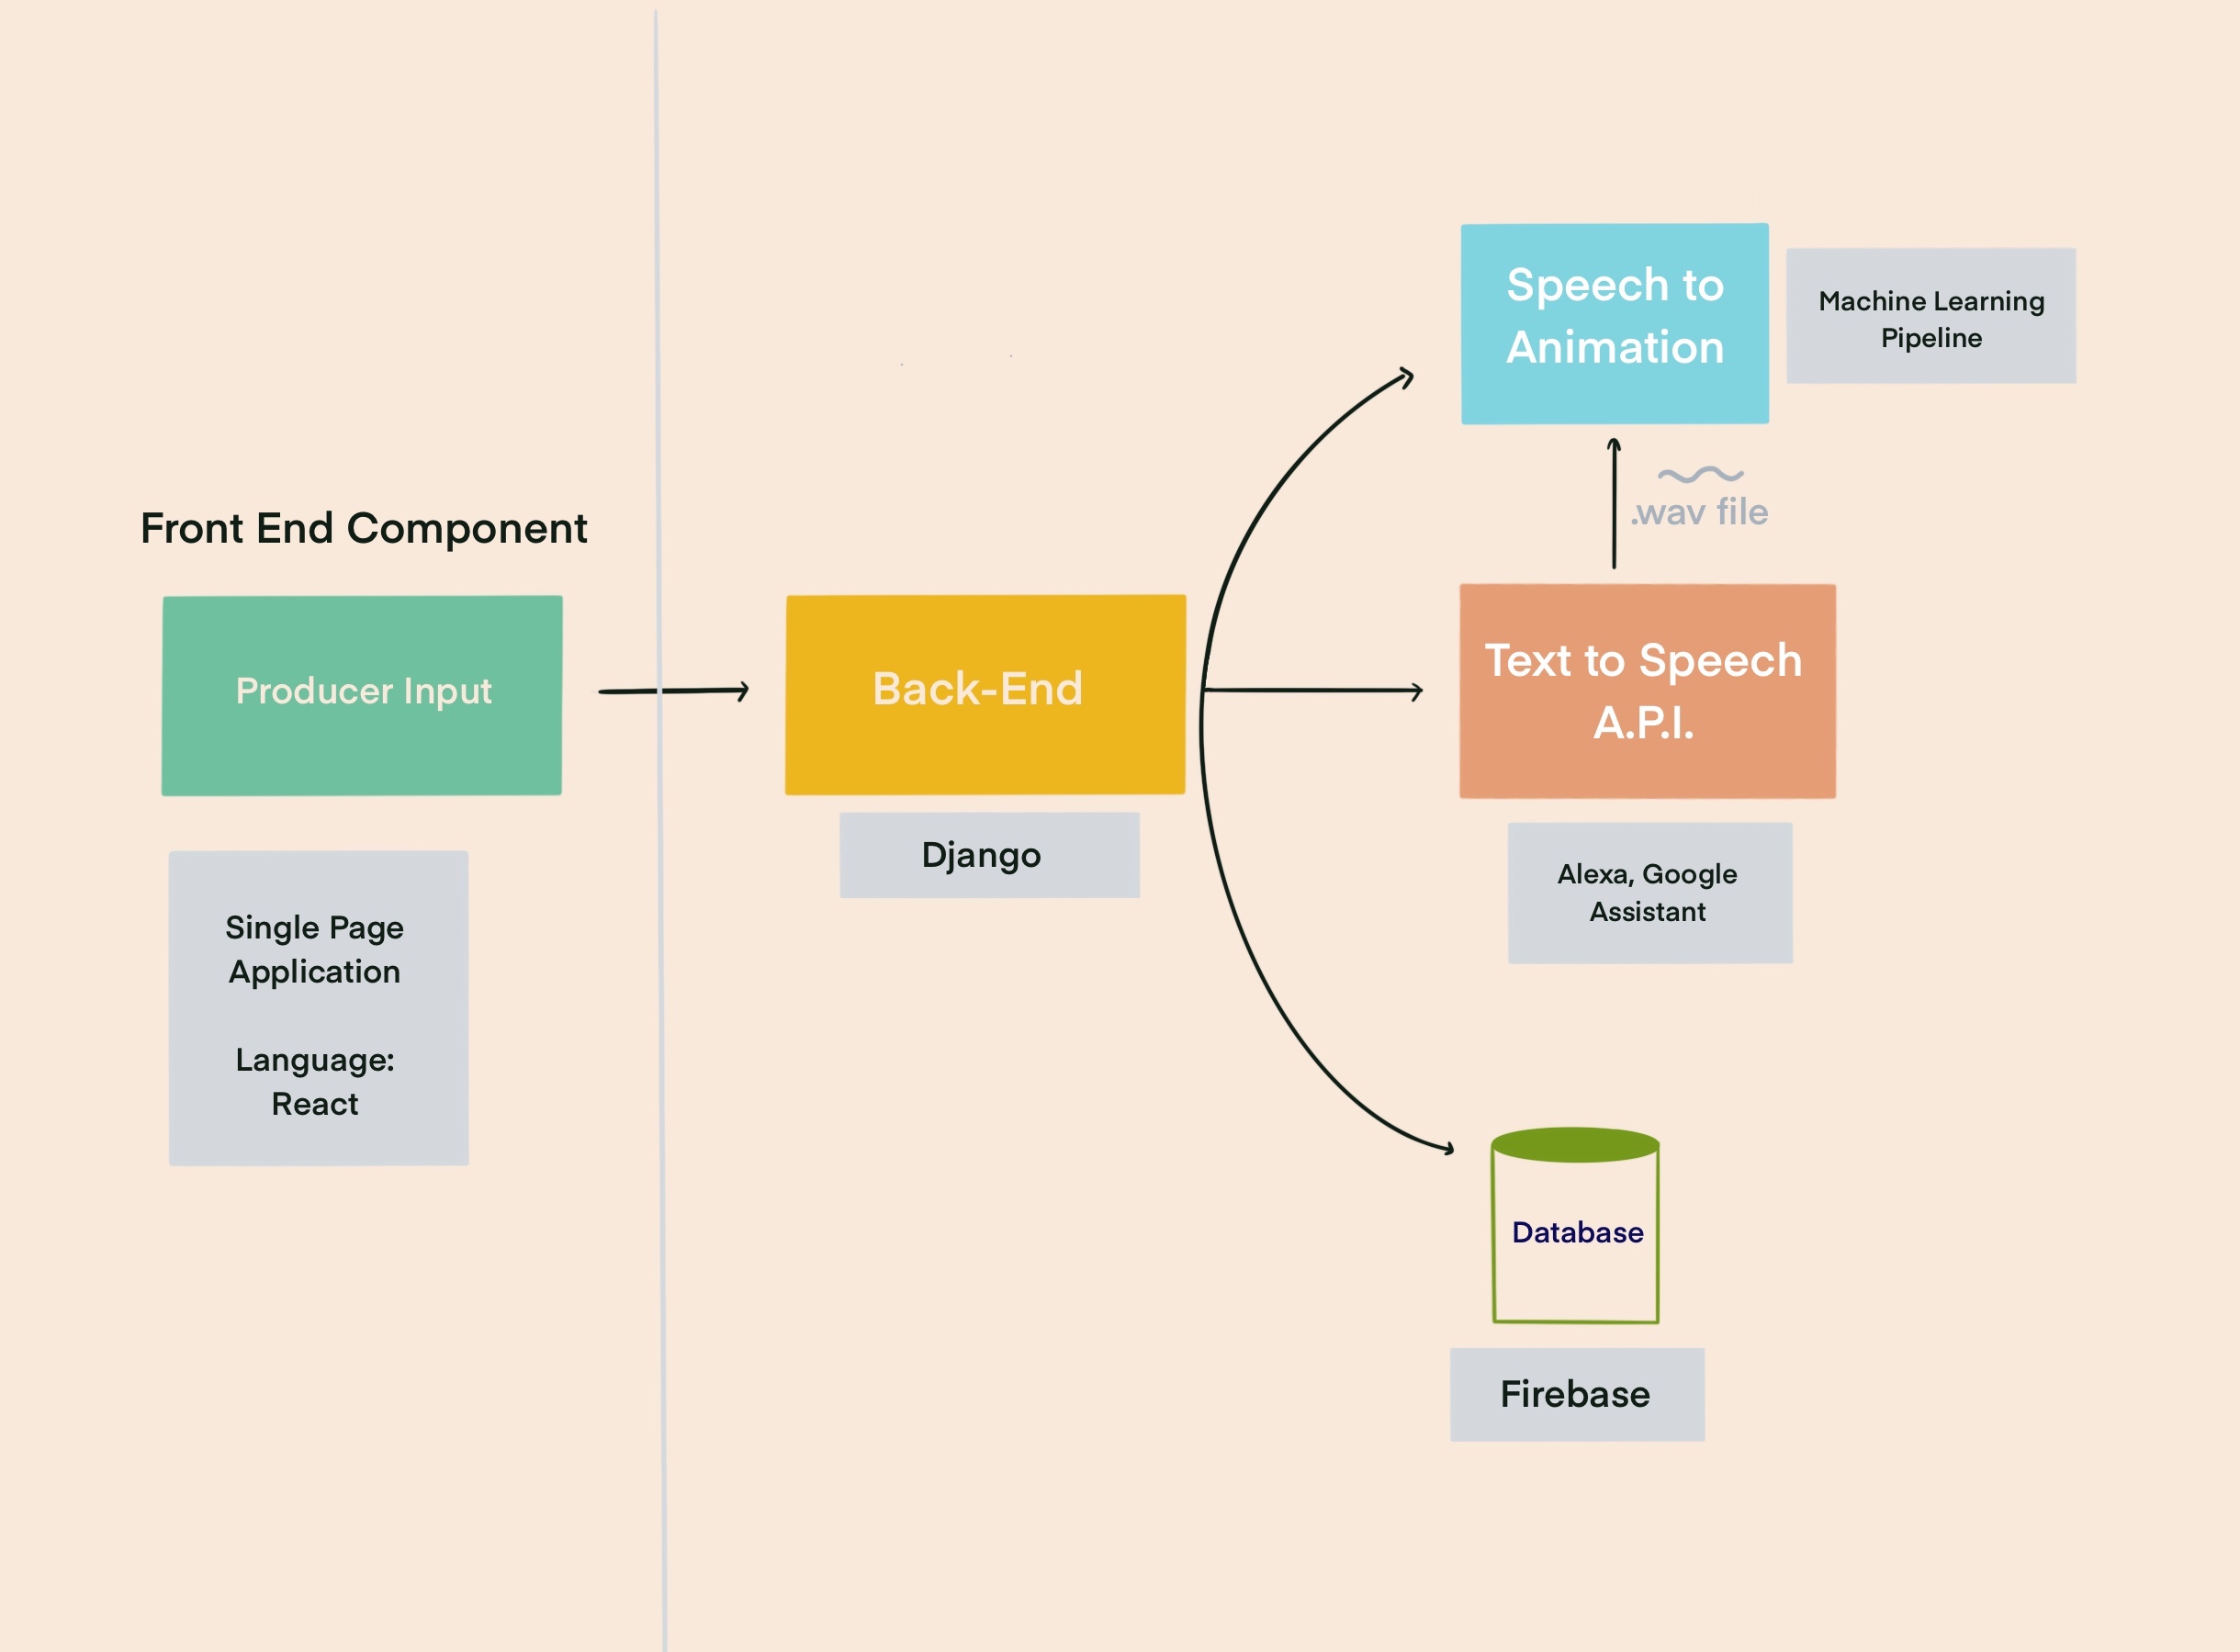 Front End Component
Producer Input
Single Page
Application
Language:
React
Back-End
Django
Speech to
Animation
Machine Learning
Pipeline
.wav file
Text to Speech
A.P.I.
Alexa, Google
Assistant
Database
Firebase